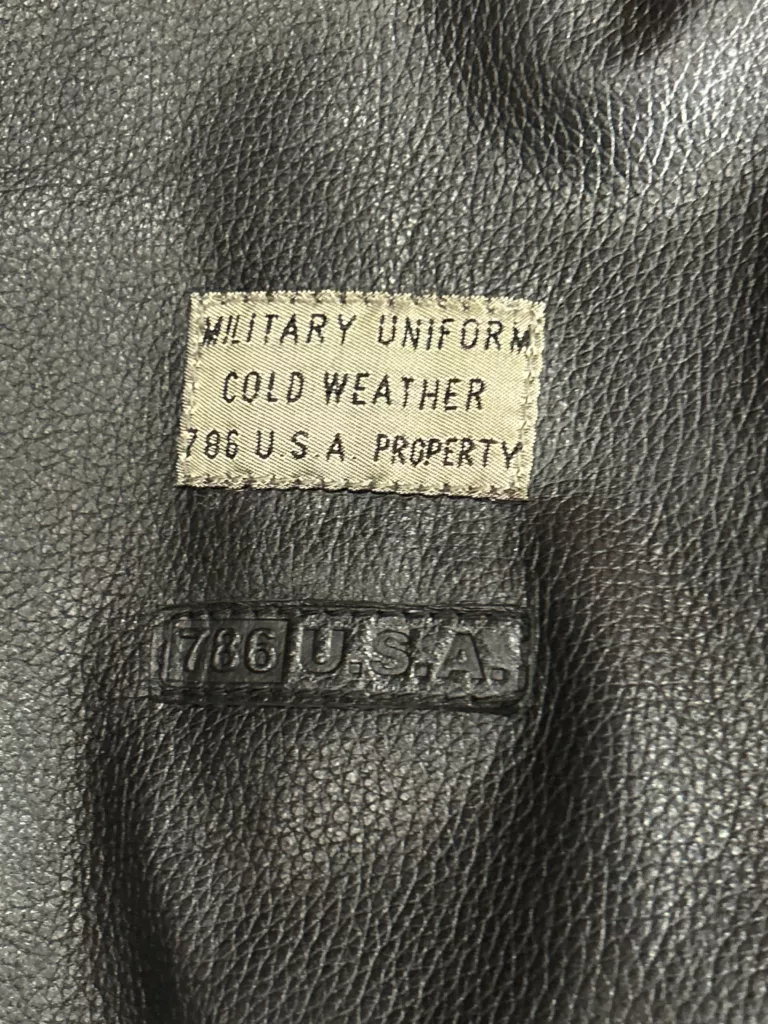 MILITARY UNIFORM
COLD WEATHER
786 U.S.A. PROPERTY
786 U.S.A.